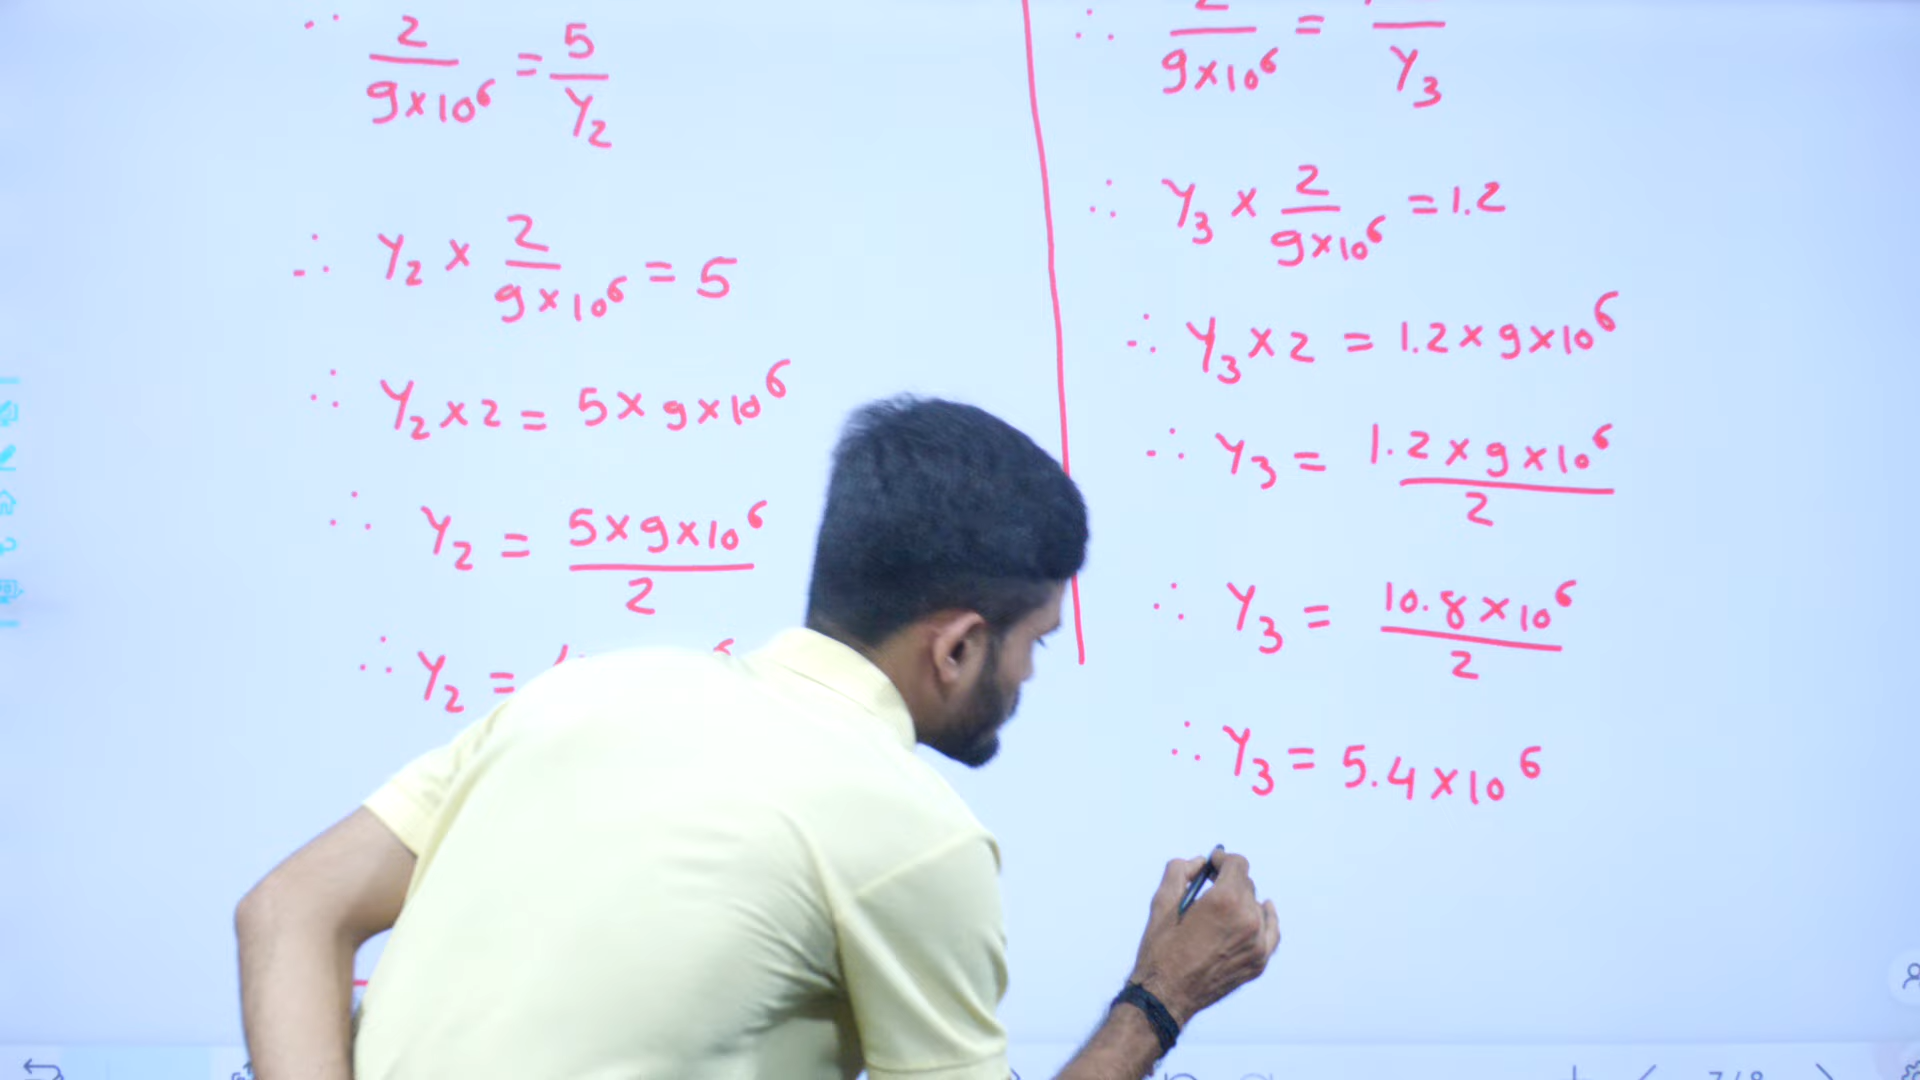 ∴ 2/(9×10⁶) = 5/Y₂
∴ Y₂ × 2/(9×10⁶) = 5
∴ Y₂×2 = 5×9×10⁶
∴ Y₂ = (5×9×10⁶)/2
∴ Y₂ =
∴ 2/(9×10⁶) = /Y₃
∴ Y₃ × 2/(9×10⁶) = 1.2
∴ Y₃×2 = 1.2×9×10⁶
∴ Y₃ = (1.2×9×10⁶)/2
∴ Y₃ = (10.8×10⁶)/2
∴ Y₃ = 5.4×10⁶